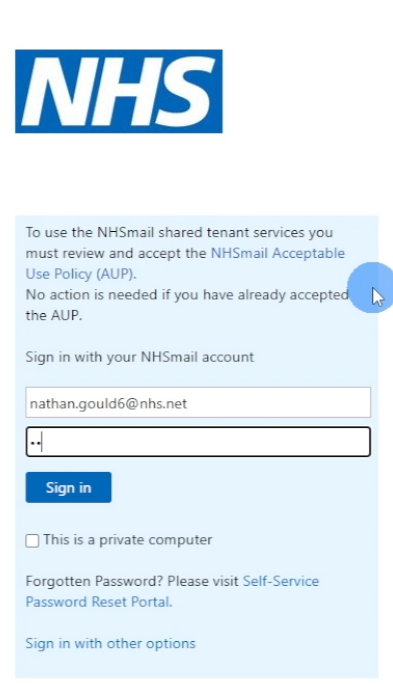 NHS
To use the NHSmail shared tenant services you
must review and accept the NHSmail Acceptable
Use Policy (AUP).
No action is needed if you have already accepted
the AUP.
Sign in with your NHSmail account
nathan.gould6@nhs.net
••
Sign in
This is a private computer
Forgotten Password? Please visit Self-Service
Password Reset Portal.
Sign in with other options